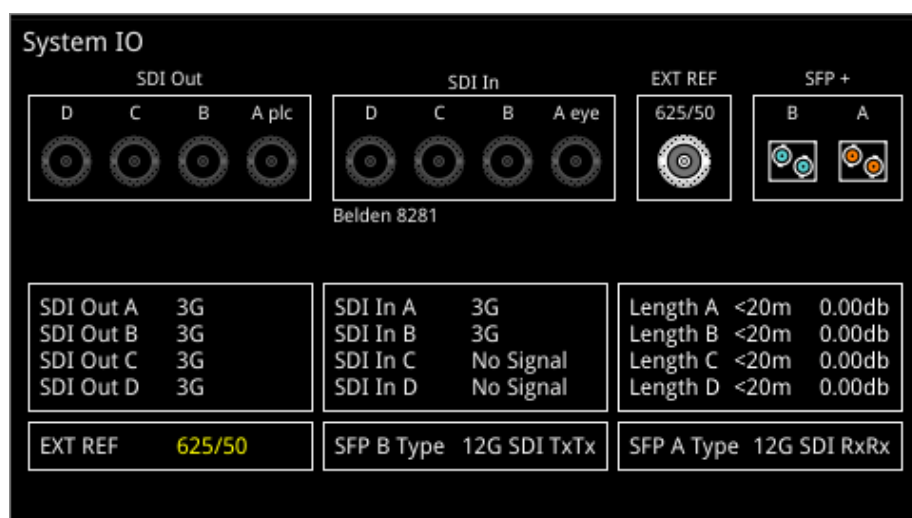 System IO
SDI Out
SDI In
EXT REF
SFP +
D C B A plc
D C B A eye
625/50
B A
Belden 8281
SDI Out A 3G
SDI Out B 3G
SDI Out C 3G
SDI Out D 3G
SDI In A 3G
SDI In B 3G
SDI In C No Signal
SDI In D No Signal
Length A <20m 0.00db
Length B <20m 0.00db
Length C <20m 0.00db
Length D <20m 0.00db
EXT REF 625/50
SFP B Type 12G SDI TxTx
SFP A Type 12G SDI RxRx